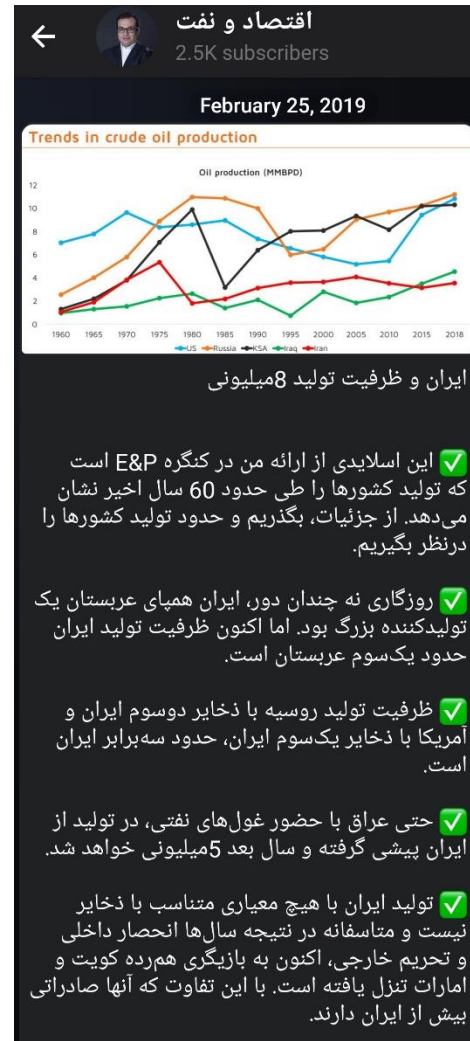 اقتصاد و نفت
2.5K subscribers
February 25, 2019
Trends in crude oil production
Oil production (MMBPD)
12
10
8
6
4
2
0
1960 1965 1970 1975 1980 1985 1990 1995 2000 2005 2010 2015 2018
US Russia KSA Iraq Iran
ایران و ظرفیت تولید 8میلیونی
✅ این اسلایدی از ارائه من در کنگره E&P است
که تولید کشورها را طی حدود 60 سال اخیر نشان
می‌دهد. از جزئیات، بگذریم و حدود تولید کشورها را
درنظر بگیریم.
✅ روزگاری نه چندان دور، ایران همپای عربستان یک
تولیدکننده بزرگ بود. اما اکنون ظرفیت تولید ایران
حدود یک‌سوم عربستان است.
✅ ظرفیت تولید روسیه با ذخایر دوسوم ایران و
آمریکا با ذخایر یک‌سوم ایران، حدود سه‌برابر ایران
است.
✅ حتی عراق با حضور غول‌های نفتی، در تولید از
ایران پیشی گرفته و سال بعد 5میلیونی خواهد شد.
✅ تولید ایران با هیچ معیاری متناسب با ذخایر
نیست و متاسفانه در نتیجه سال‌ها انحصار داخلی
و تحریم خارجی، اکنون به بازیگری هم‌رده کویت و
امارات تنزل یافته است. با این تفاوت که آنها صادراتی
بیش از ایران دارند.